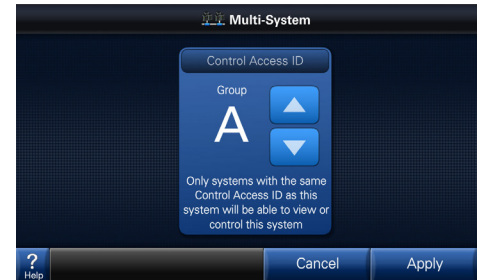 Multi-System
Control Access ID
Group
A
Only systems with the same
Control Access ID as this
system will be able to view or
control this system
?
Help
Cancel
Apply